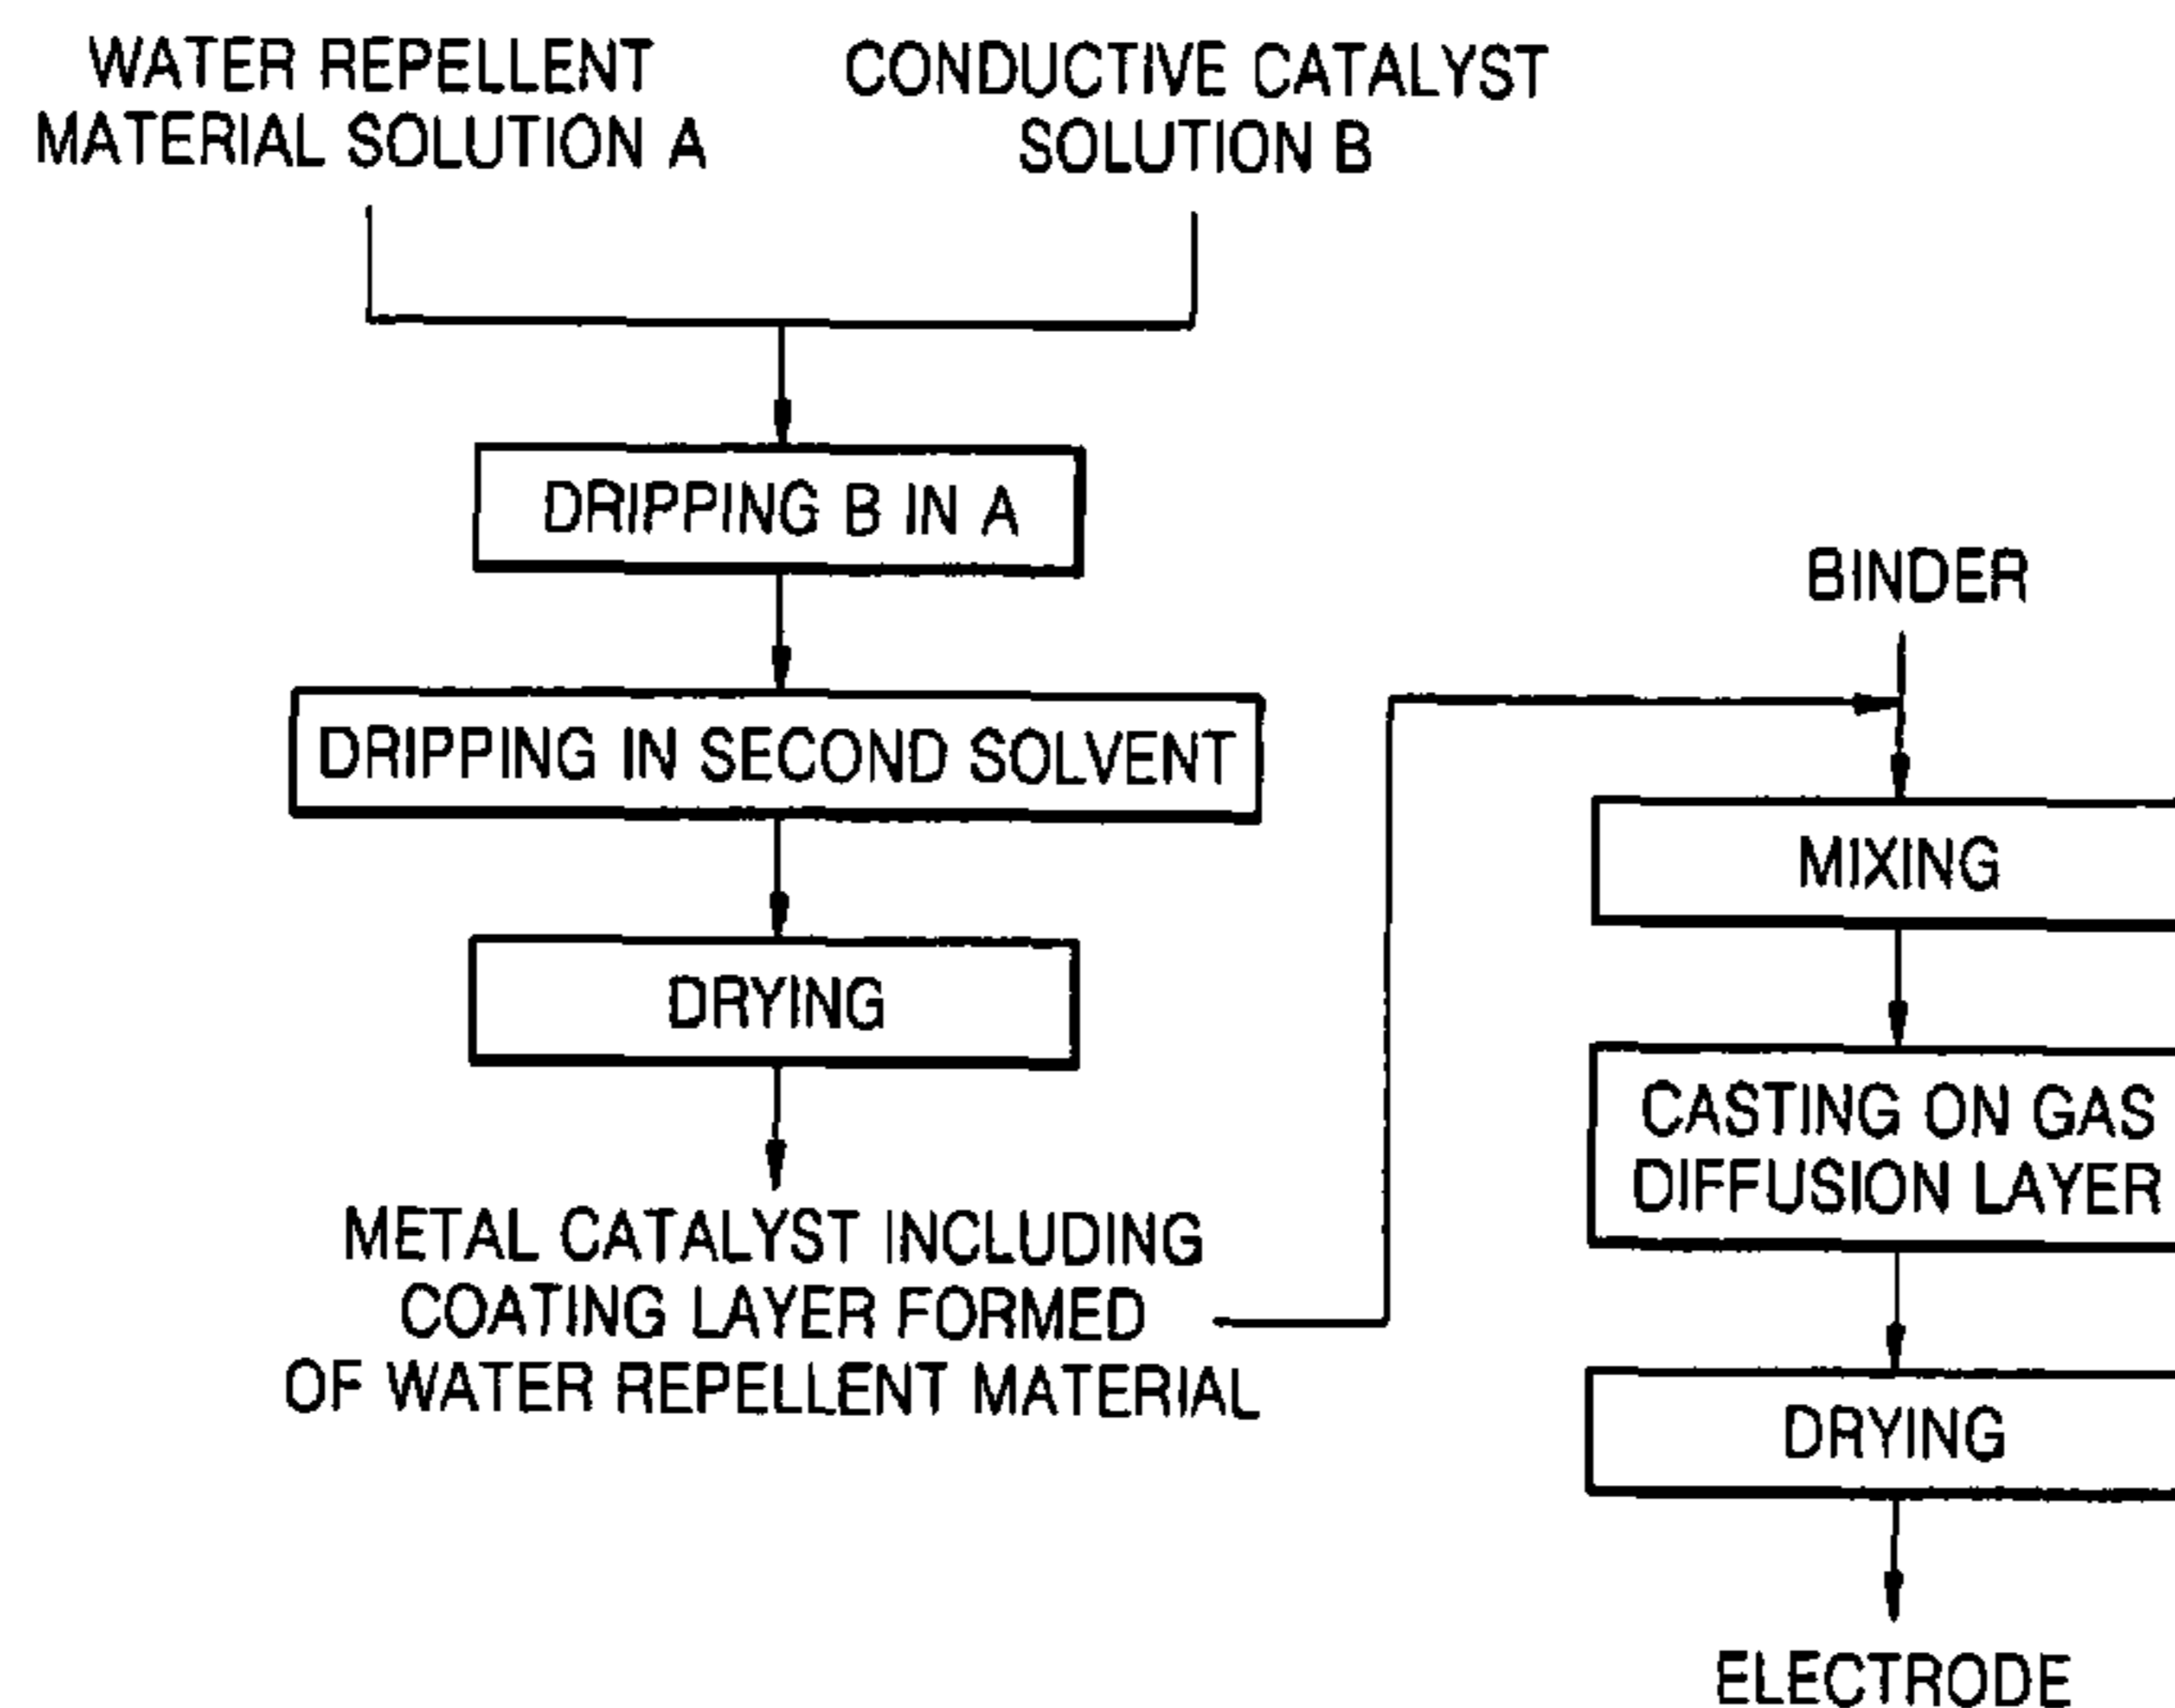 WATER REPELLENT
MATERIAL SOLUTION A
CONDUCTIVE CATALYST
SOLUTION B
DRIPPING B IN A
DRIPPING IN SECOND SOLVENT
DRYING
METAL CATALYST INCLUDING
COATING LAYER FORMED
OF WATER REPELLENT MATERIAL
BINDER
MIXING
CASTING ON GAS
DIFFUSION LAYER
DRYING
ELECTRODE